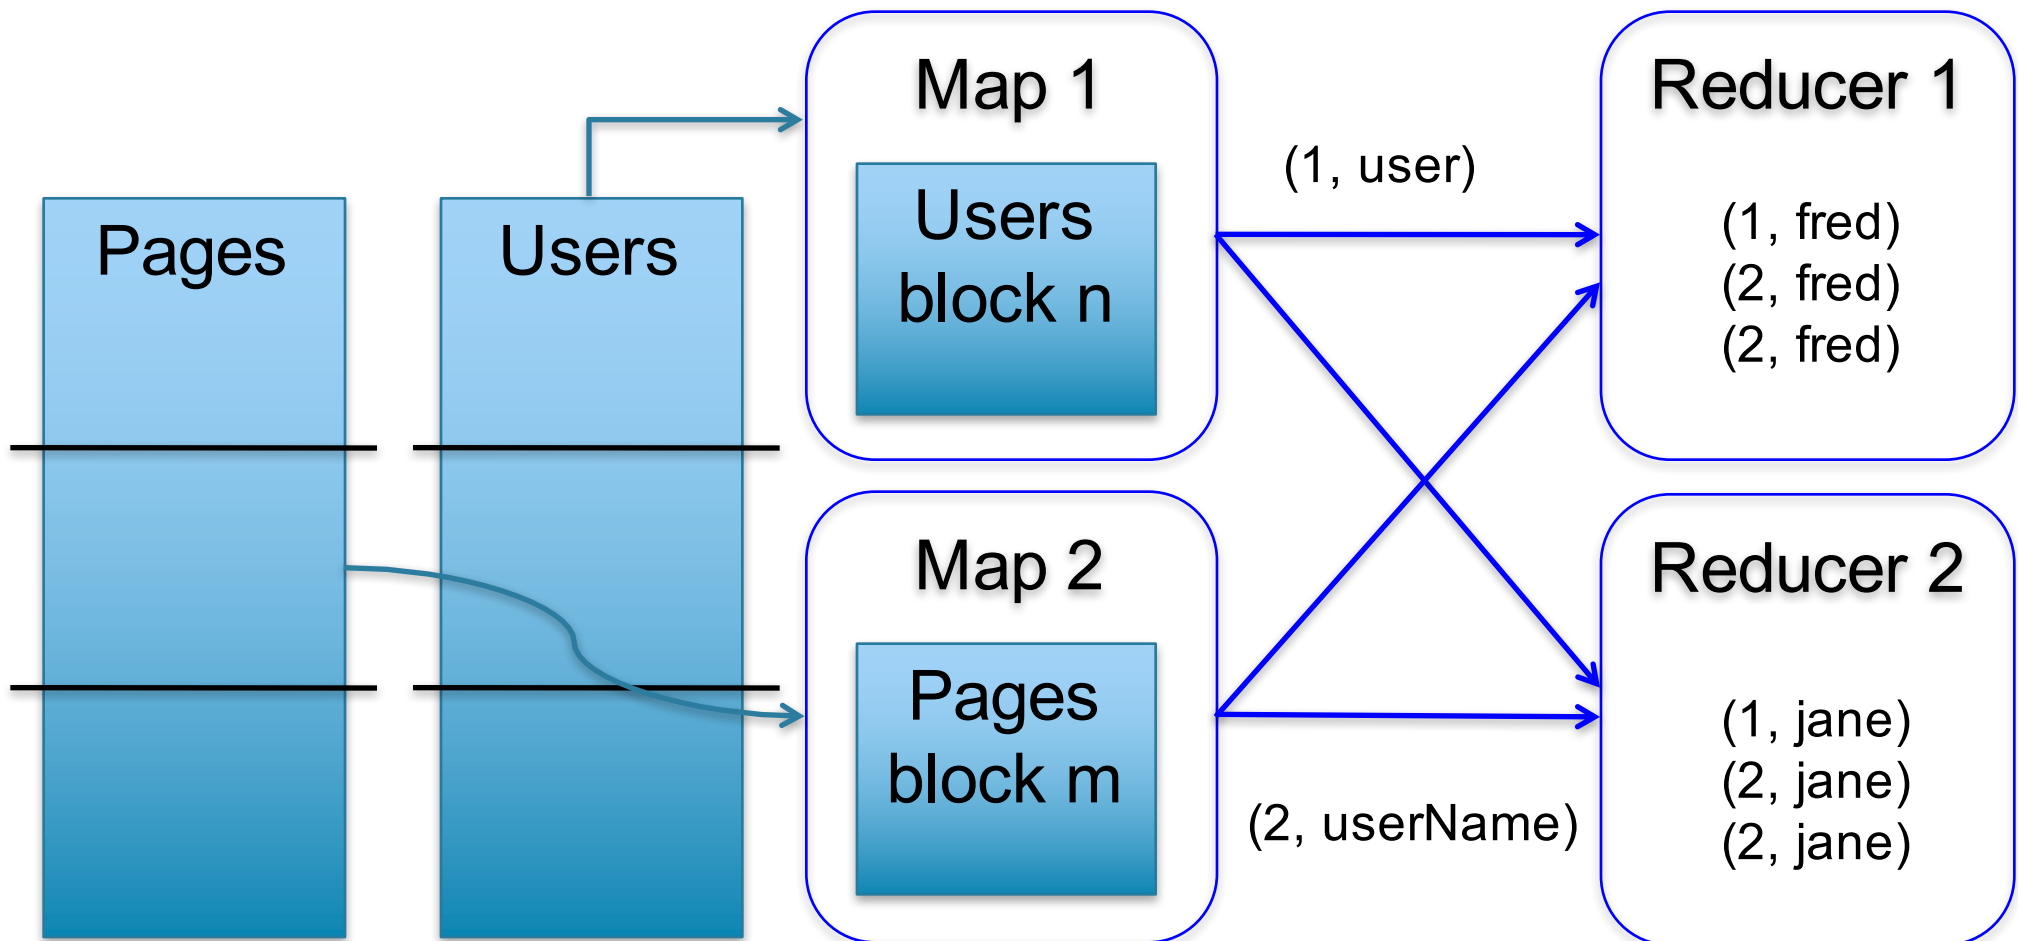 Pages
Users
Map 1
Users
block n
Map 2
Pages
block m
(1, user)
(2, userName)
Reducer 1
(1, fred)
(2, fred)
(2, fred)
Reducer 2
(1, jane)
(2, jane)
(2, jane)